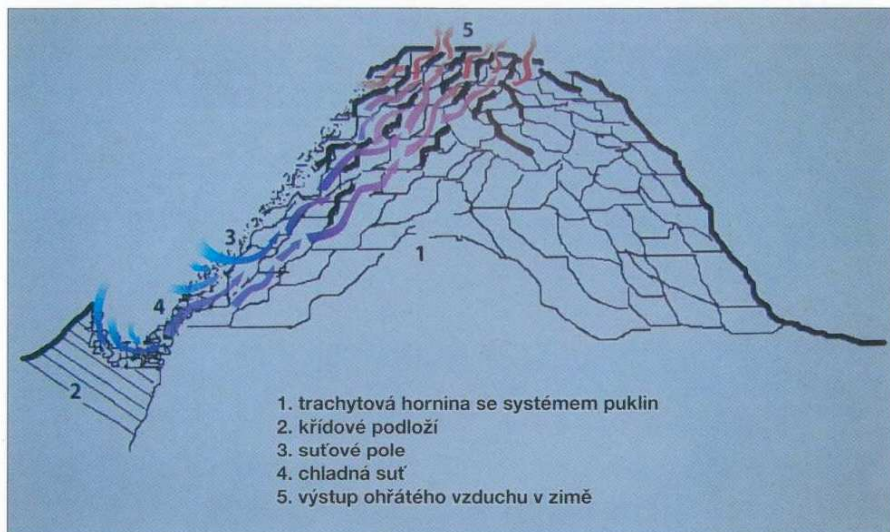 5
3
1
4
2
1. trachytová hornina se systémem puklin
2. křídové podloží
3. suťové pole
4. chladná suť
5. výstup ohřátého vzduchu v zimě